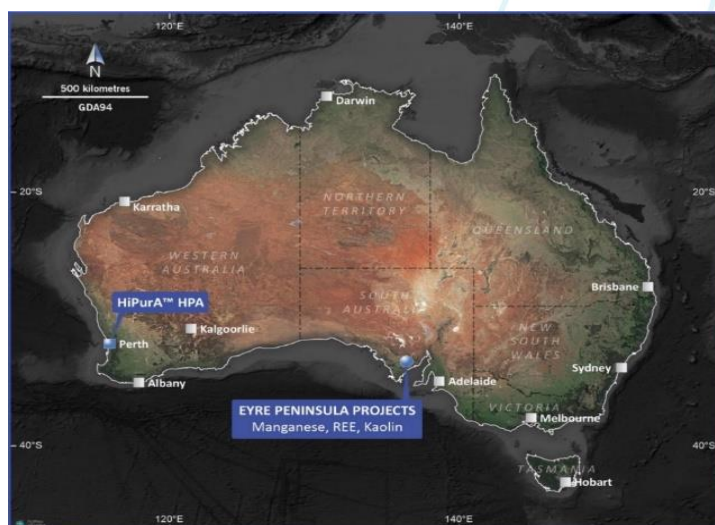 120°E
140°E
N
500 kilometres
GDA94
Darwin
20°S
20°S
Karratha
NORTHERN
TERRITORY
QUEENSLAND
WESTERN
AUSTRALIA
HiPurA™ HPA
SOUTH
AUSTRALIA
Brisbane
Kalgoorlie
Perth
NEW
SOUTH
WALES
Sydney
Albany
Adelaide
EYRE PENINSULA PROJECTS
Manganese, REE, Kaolin
VICTORIA
Melbourne
40°S
40°S
TASMANIA
Hobart
120°E
140°E